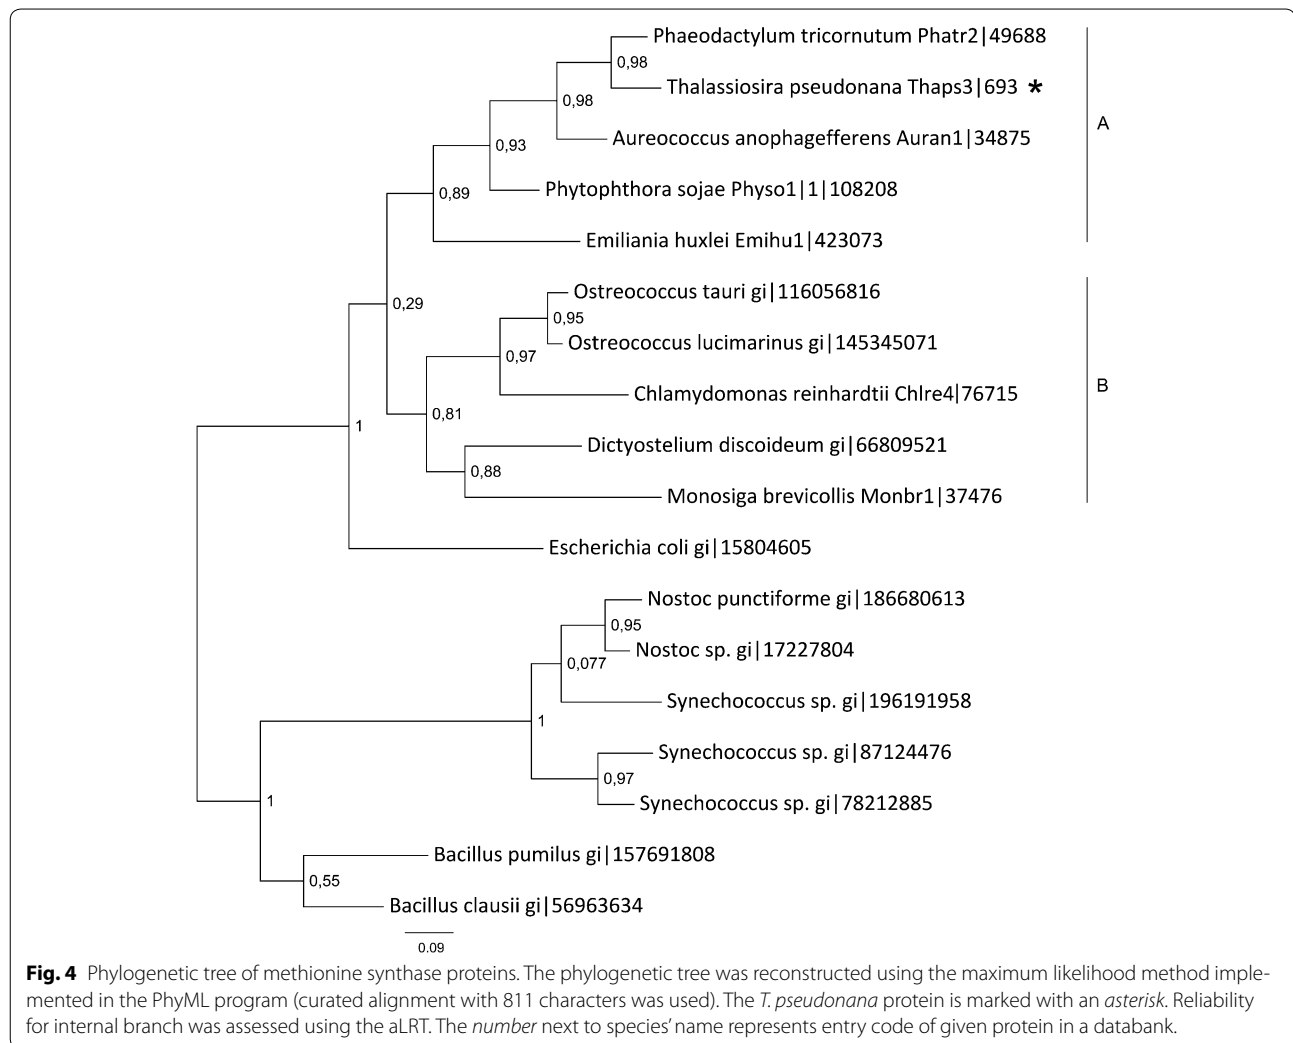 Phaeodactylum tricornutum Phatr2|49688
0,98
Thalassiosira pseudonana Thaps3|693 *
0,98
A
Aureococcus anophagefferens Auran1|34875
0,93
Phytophthora sojae Physo1|1|108208
0,89
Emiliania huxlei Emihu1|423073
Ostreococcus tauri gi|116056816
0,29
0,95
Ostreococcus lucimarinus gi|145345071
0,97
B
Chlamydomonas reinhardtii Chlre4|76715
0,81
1
Dictyostelium discoideum gi|66809521
0,88
Monosiga brevicollis Monbr1|37476
Escherichia coli gi|15804605
Nostoc punctiforme gi|186680613
0,95
Nostoc sp. gi|17227804
0,077
Synechococcus sp. gi|196191958
1
Synechococcus sp. gi|87124476
0,97
Synechococcus sp. gi|78212885
1
Bacillus pumilus gi|157691808
0,55
Bacillus clausii gi|56963634
0.09
Fig. 4 Phylogenetic tree of methionine synthase proteins. The phylogenetic tree was reconstructed using the maximum likelihood method imple-
mented in the PhyML program (curated alignment with 811 characters was used). The T. pseudonana protein is marked with an asterisk. Reliability
for internal branch was assessed using the aLRT. The number next to species' name represents entry code of given protein in a databank.